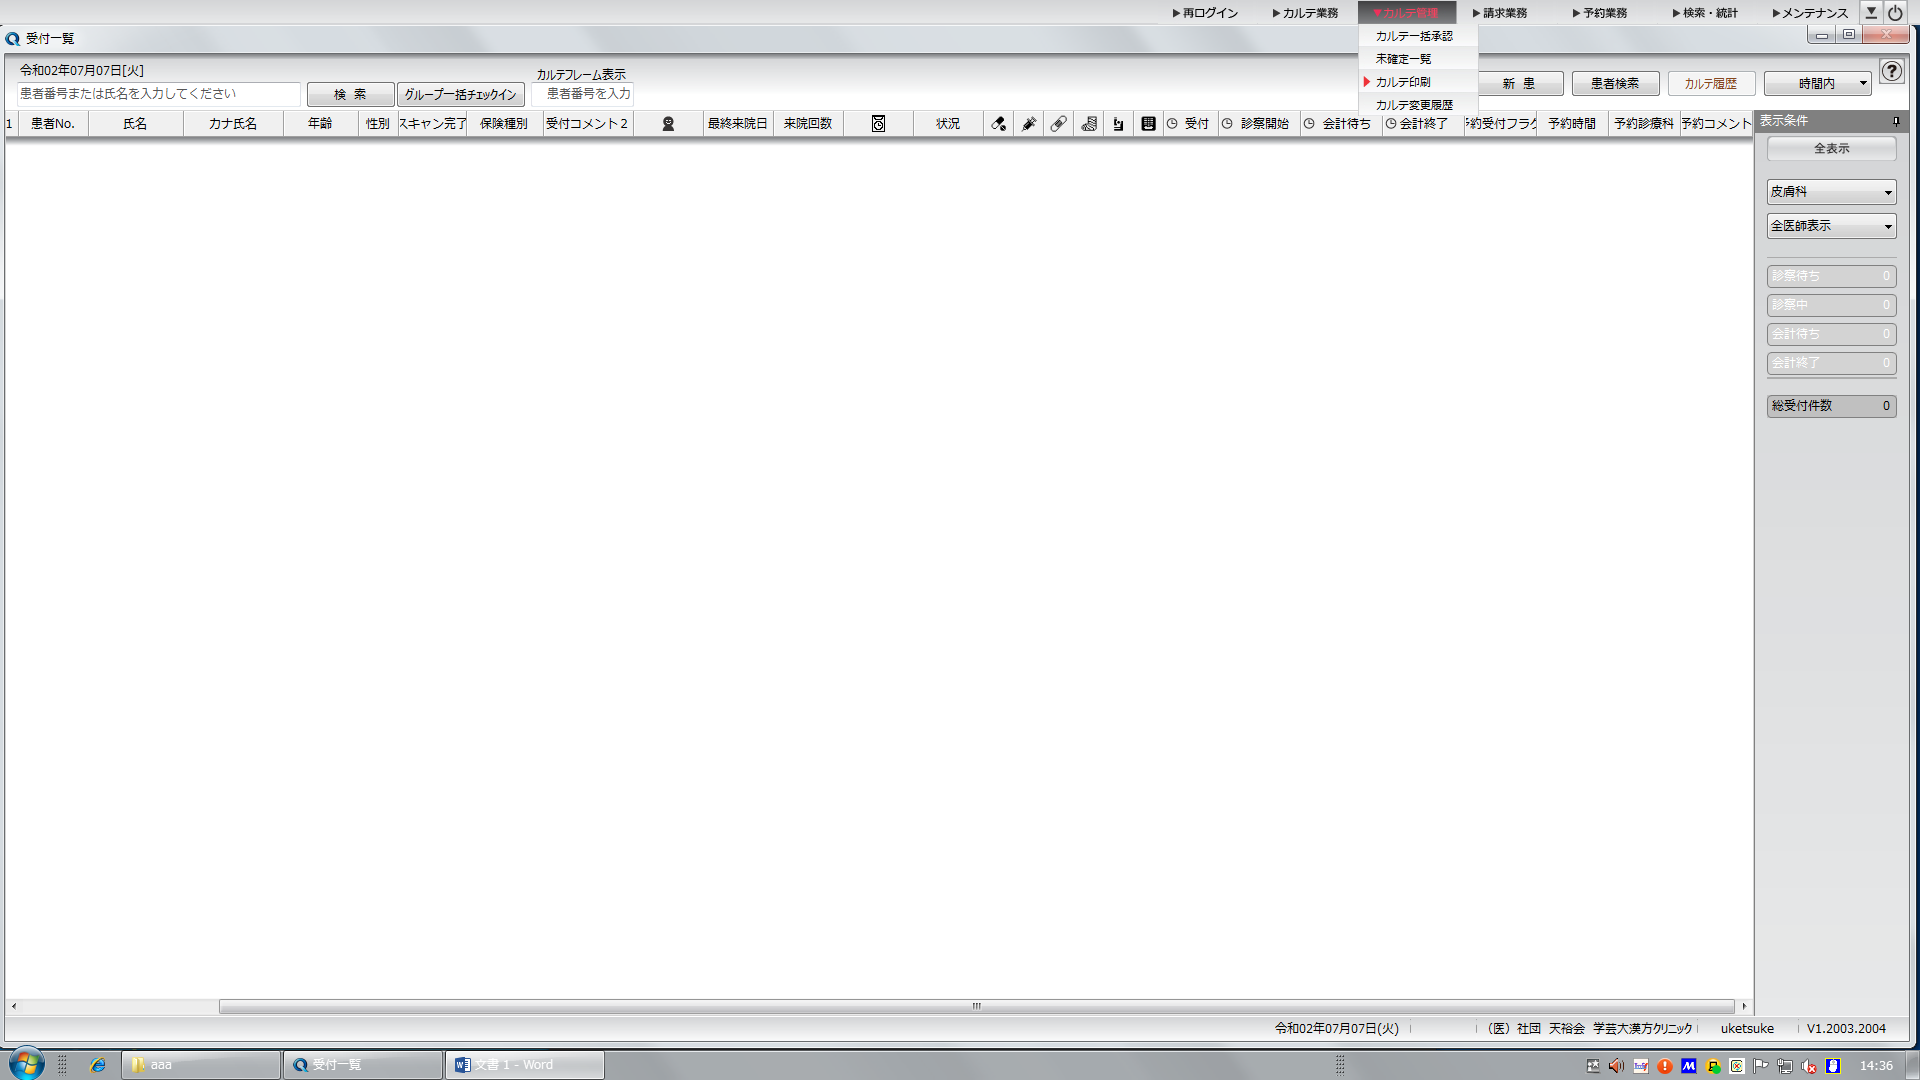 ▶再ログイン ▶カルテ業務 ▼カルテ管理 ▶請求業務 ▶予約業務 ▶検索・統計 ▶メンテナンス
受付一覧
カルテ一括承認
未確定一覧
カルテ印刷
カルテ変更履歴
令和02年07月07日[火]
カルテフレーム表示
患者番号または氏名を入力してください 検 索 グループ一括チェックイン 患者番号を入力
新 患 患者検索 カルテ履歴 時間内 ?
1 患者No. 氏名 カナ氏名 年齢 性別 スキャン完了 保険種別 受付コメント2 最終来院日 来院回数 状況 受付 診察開始 会計待ち 会計終了 予約受付フラグ 予約時間 予約診療科 予約コメント
表示条件
全表示
皮膚科
全医師表示
診察待ち 0
診察中 0
会計待ち 0
会計終了 0
総受付件数 0
令和02年07月07日(火) （医）社団 天裕会 学芸大漢方クリニック uketsuke V1.2003.2004
aaa 受付一覧 文書 1 - Word 14:36